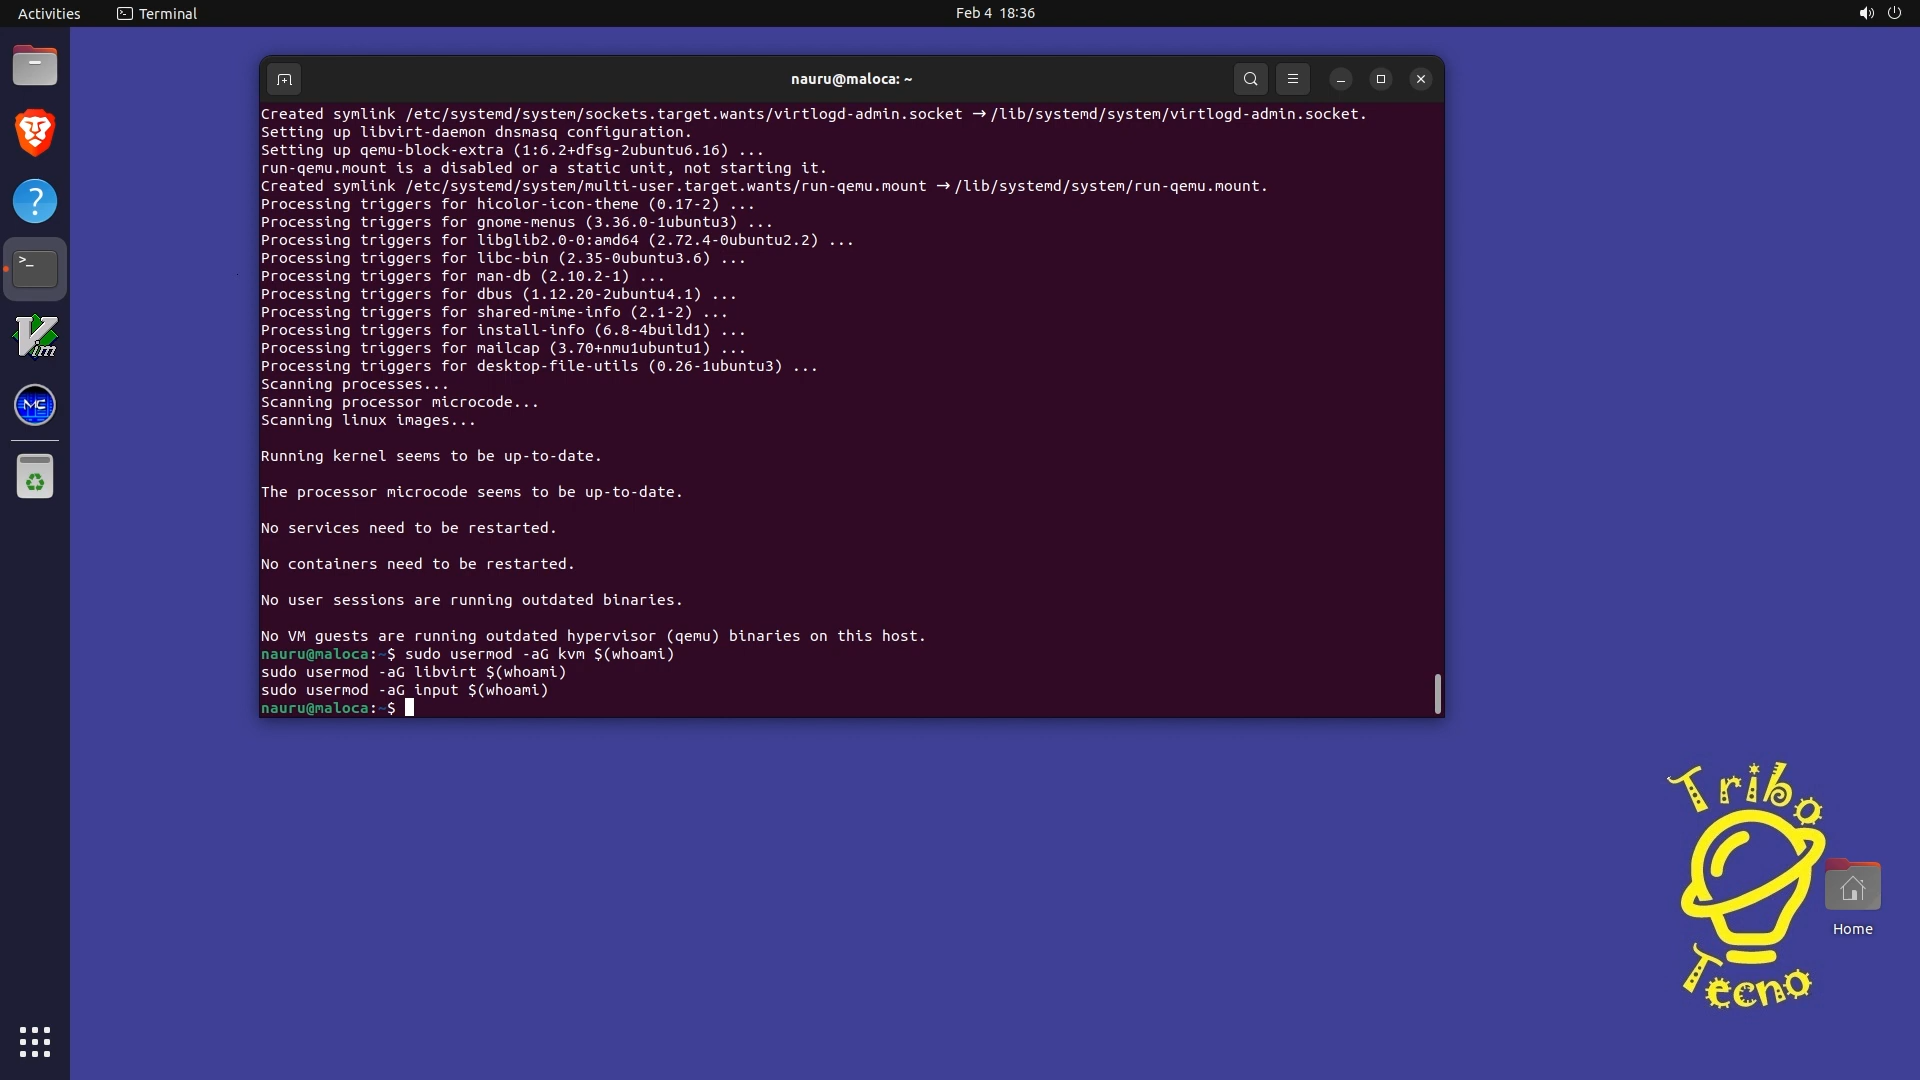 Activities
Terminal
Feb 4 18:36
nauru@maloca: ~
Created symlink /etc/systemd/system/sockets.target.wants/virtlogd-admin.socket → /lib/systemd/system/virtlogd-admin.socket.
Setting up libvirt-daemon dnsmasq configuration.
Setting up qemu-block-extra (1:6.2+dfsg-2ubuntu6.16) ...
run-qemu.mount is a disabled or a static unit, not starting it.
Created symlink /etc/systemd/system/multi-user.target.wants/run-qemu.mount → /lib/systemd/system/run-qemu.mount.
Processing triggers for hicolor-icon-theme (0.17-2) ...
Processing triggers for gnome-menus (3.36.0-1ubuntu3) ...
Processing triggers for libglib2.0-0:amd64 (2.72.4-0ubuntu2.2) ...
Processing triggers for libc-bin (2.35-0ubuntu3.6) ...
Processing triggers for man-db (2.10.2-1) ...
Processing triggers for dbus (1.12.20-2ubuntu4.1) ...
Processing triggers for shared-mime-info (2.1-2) ...
Processing triggers for install-info (6.8-4build1) ...
Processing triggers for mailcap (3.70+nmu1ubuntu1) ...
Processing triggers for desktop-file-utils (0.26-1ubuntu3) ...
Scanning processes...
Scanning processor microcode...
Scanning linux images...
Running kernel seems to be up-to-date.
The processor microcode seems to be up-to-date.
No services need to be restarted.
No containers need to be restarted.
No user sessions are running outdated binaries.
No VM guests are running outdated hypervisor (qemu) binaries on this host.
nauru@maloca:~$ sudo usermod -aG kvm $(whoami)
sudo usermod -aG libvirt $(whoami)
sudo usermod -aG input $(whoami)
nauru@maloca:~$
Vim
MC
Tribo
Tecno
Home